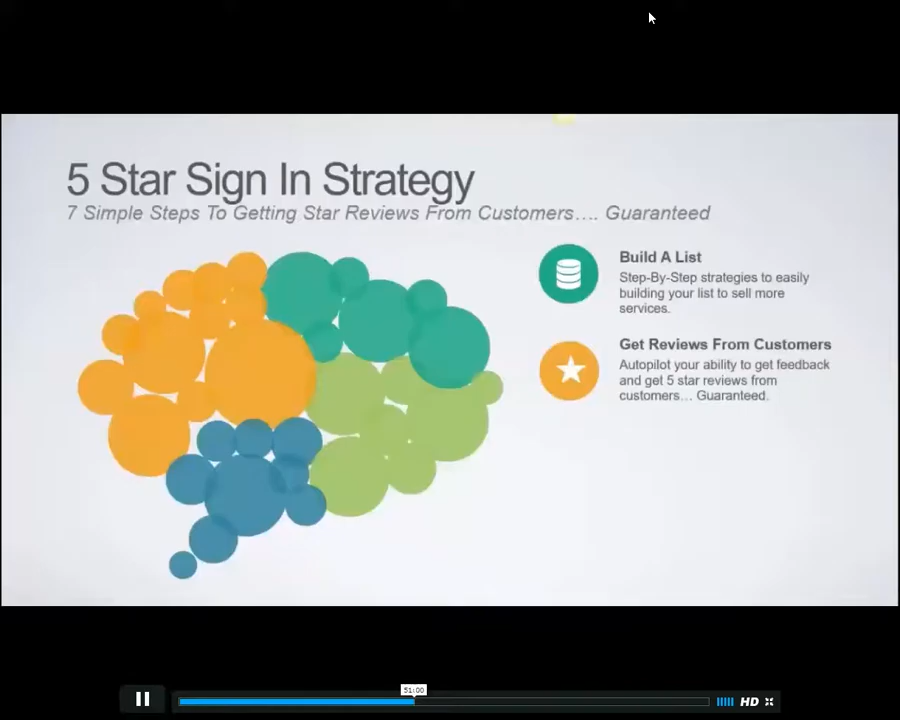 5 Star Sign In Strategy
7 Simple Steps To Getting Star Reviews From Customers.... Guaranteed
Build A List
Step-By-Step strategies to easily
building your list to sell more
services.
Get Reviews From Customers
Autopilot your ability to get feedback
and get 5 star reviews from
customers... Guaranteed.
51:00
HD